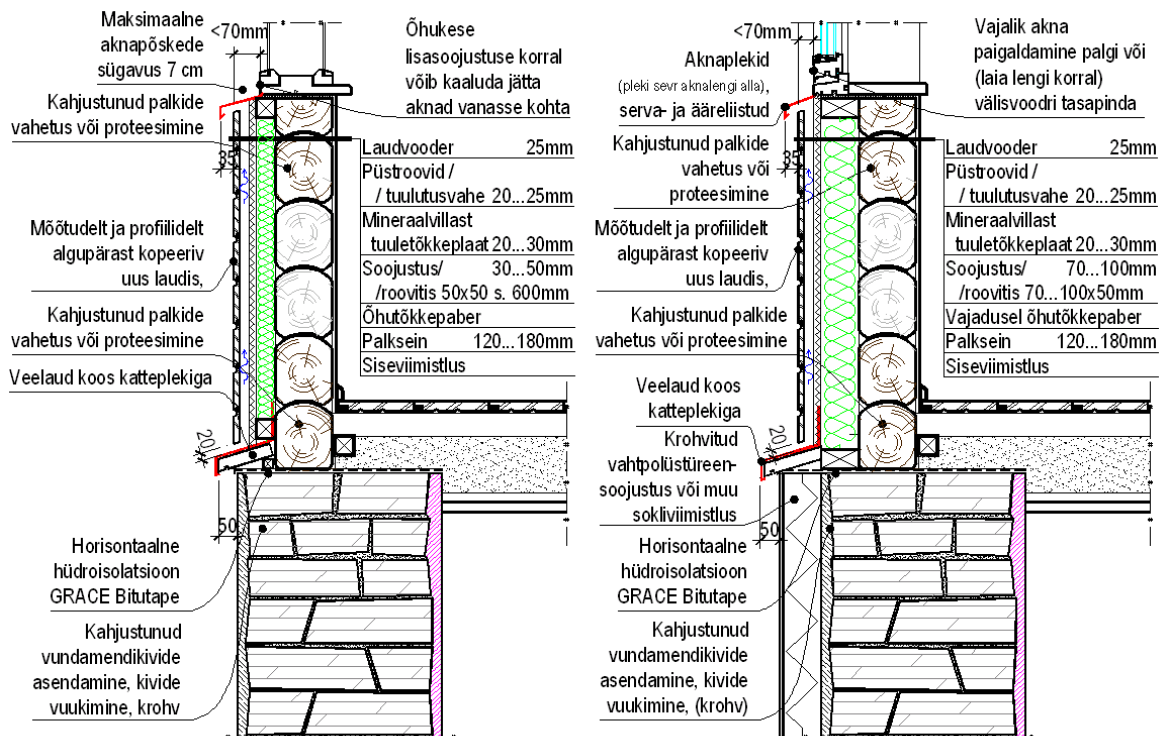 Maksimaalne
aknapõskede
sügavus 7 cm
<70mm
Õhukese
lisasoojustuse korral
võib kaaluda jätta
aknad vanasse kohta
Kahjustunud palkide
vahetus või proteesimine
35
Laudvooder 25mm
Püstroovid /
/ tuulutusvahe 20...25mm
Mineraalvillast
tuuletõkkeplaat 20...30mm
Soojustus/ 30...50mm
/roovitis 50x50 s. 600mm
Õhutõkkepaber
Palksein 120...180mm
Siseviimistlus
Mõõtudelt ja profiilidelt
algupärast kopeeriv
uus laudis,
Kahjustunud palkide
vahetus või proteesimine
Veelaud koos katteplekiga
20
50
Horisontaalne
hüdroisolatsioon
GRACE Bitutape
Kahjustunud
vundamendikivide
asendamine, kivide
vuukimine, krohv
<70mm
Aknaplekid
(pleki sevr aknalengi alla),
serva- ja ääreliistud
Vajalik akna
paigaldamine palgi või
(laia lengi korral)
välisvoodri tasapinda
Kahjustunud palkide
vahetus või
proteesimine
35
Laudvooder 25mm
Püstroovid /
/ tuulutusvahe 20...25mm
Mineraalvillast
tuuletõkkeplaat 20...30mm
Soojustus/ 70...100mm
/roovitis 70...100x50mm
Vajadusel õhutõkkepaber
Palksein 120...180mm
Siseviimistlus
Mõõtudelt ja profiilidelt
algupärast kopeeriv
uus laudis,
Kahjustunud palkide
vahetus või proteesimine
Veelaud koos
katteplekiga
20
Krohvitud
vahtpolüstüreen-
soojustus või muu
sokliviimistlus
50
Horisontaalne
hüdroisolatsioon
GRACE Bitutape
Kahjustunud
vundamendikivide
asendamine, kivide
vuukimine, (krohv)